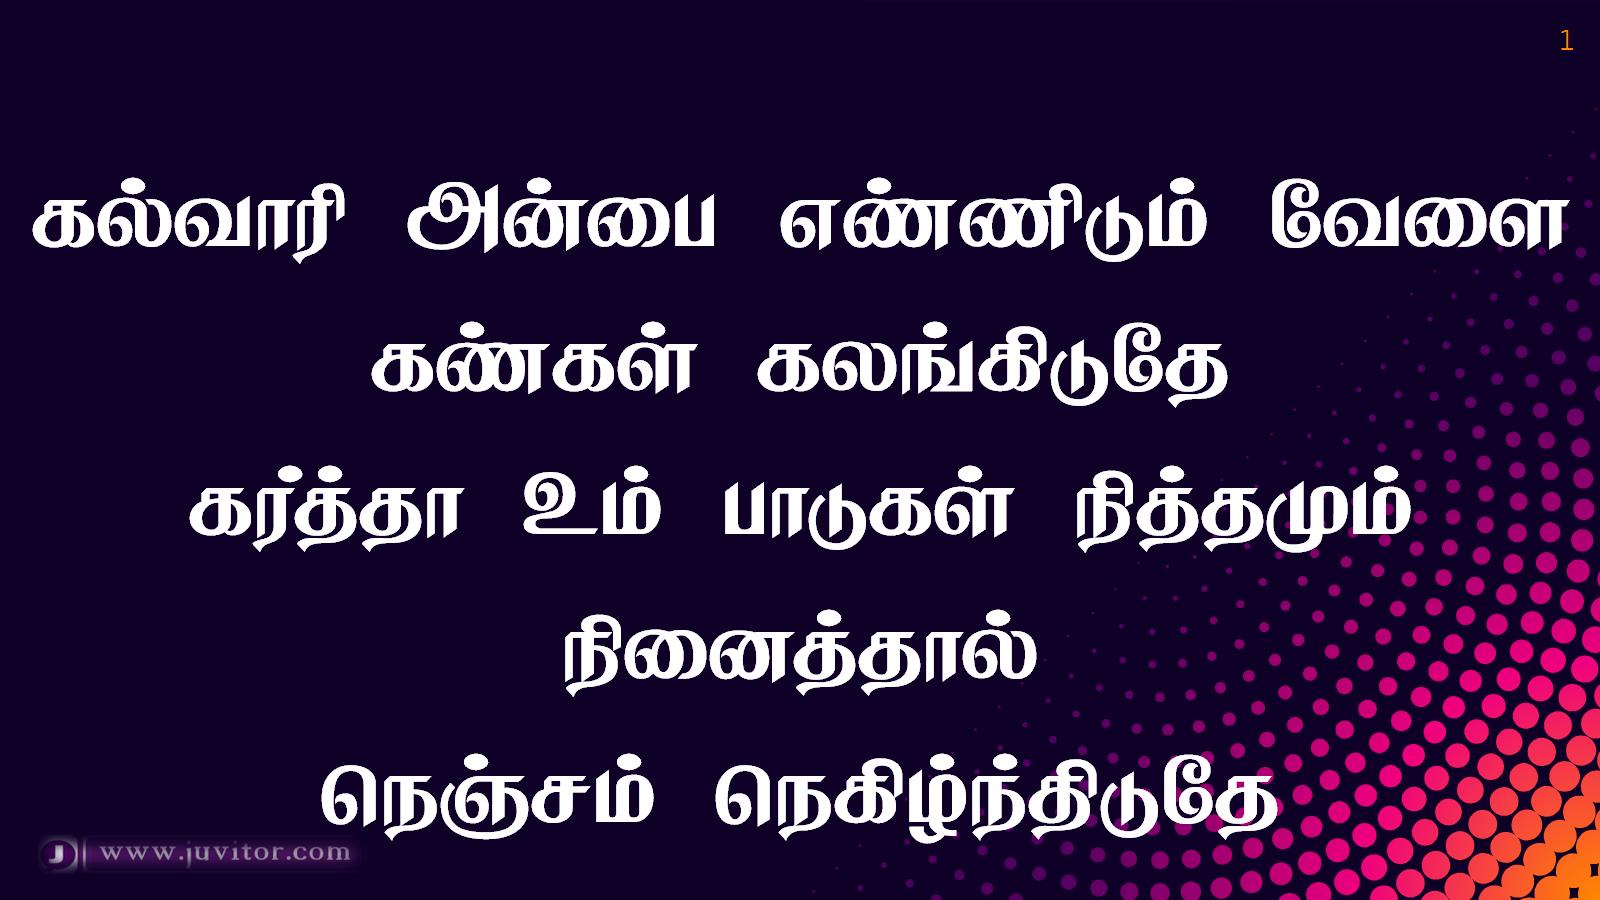 1
கல்வாரி அன்பை எண்ணிடும் வேளை
கண்கள் கலங்கிடுதே
கர்த்தா உம் பாடுகள் நித்தமும்
நினைத்தால்
நெஞ்சம் நெகிழ்ந்திடுதே
J www.juvitor.com